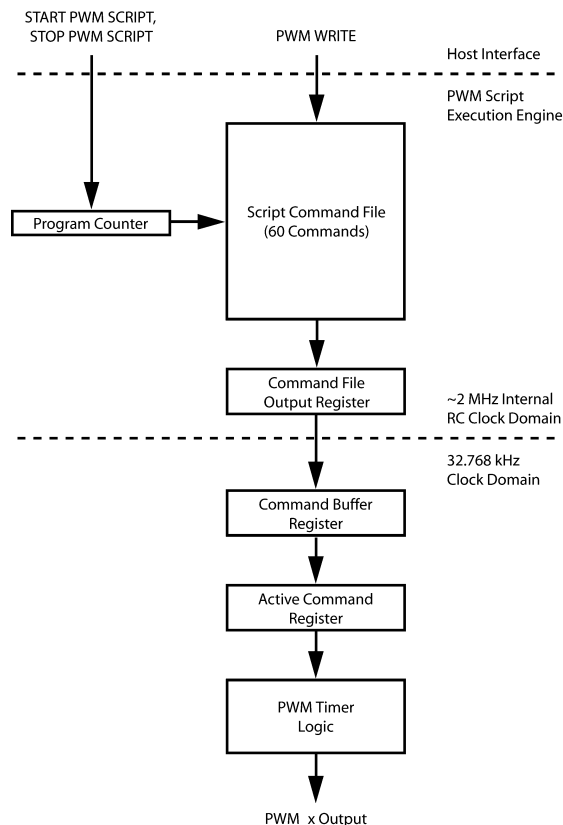 START PWM SCRIPT,
STOP PWM SCRIPT
PWM WRITE
Host Interface
PWM Script
Execution Engine
Program Counter
Script Command File
(60 Commands)
Command File
Output Register
~2 MHz Internal
RC Clock Domain
32.768 kHz
Clock Domain
Command Buffer
Register
Active Command
Register
PWM Timer
Logic
PWM x Output